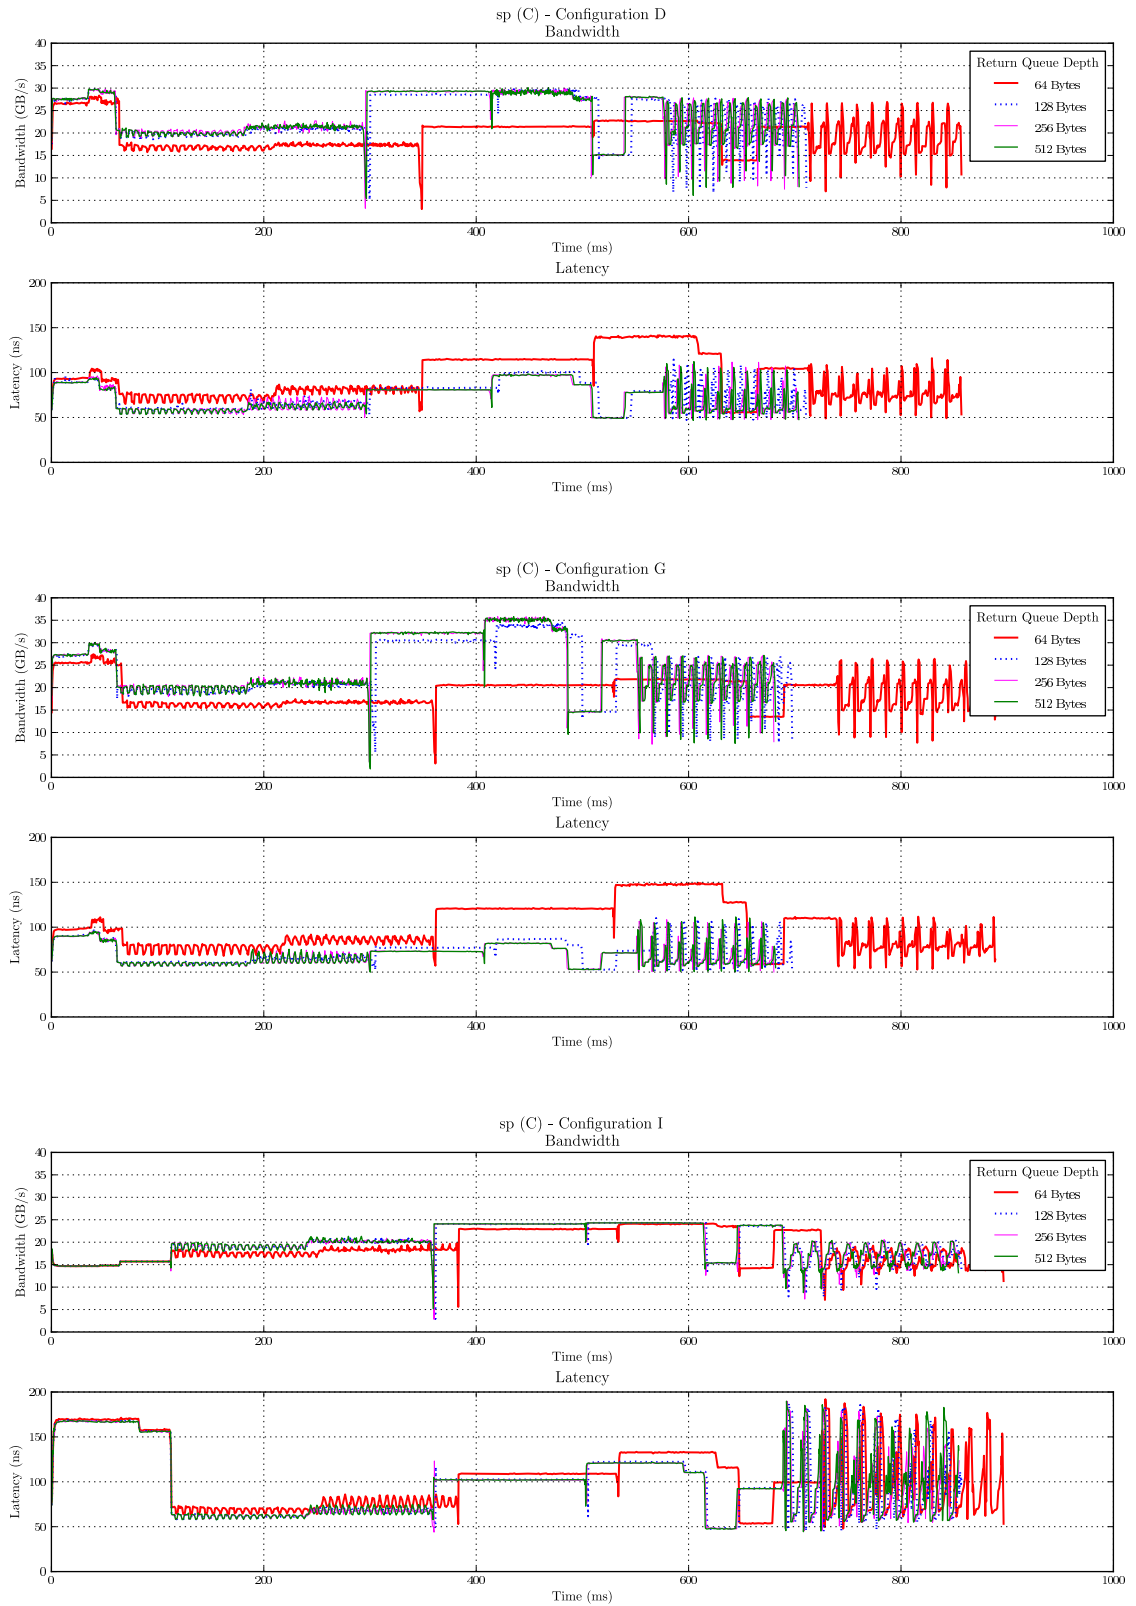 sp (C) - Configuration D
Bandwidth
40
35
30
25
20
15
10
5
0
Bandwidth (GB/s)
Return Queue Depth
64 Bytes
128 Bytes
256 Bytes
512 Bytes
0 200 400 600 800 1000
Time (ms)
Latency
200
150
100
50
0
Latency (ns)
0 200 400 600 800 1000
Time (ms)
sp (C) - Configuration G
Bandwidth
40
35
30
25
20
15
10
5
0
Bandwidth (GB/s)
Return Queue Depth
64 Bytes
128 Bytes
256 Bytes
512 Bytes
0 200 400 600 800 1000
Time (ms)
Latency
200
150
100
50
0
Latency (ns)
0 200 400 600 800 1000
Time (ms)
sp (C) - Configuration I
Bandwidth
40
35
30
25
20
15
10
5
0
Bandwidth (GB/s)
Return Queue Depth
64 Bytes
128 Bytes
256 Bytes
512 Bytes
0 200 400 600 800 1000
Time (ms)
Latency
200
150
100
50
0
Latency (ns)
0 200 400 600 800 1000
Time (ms)